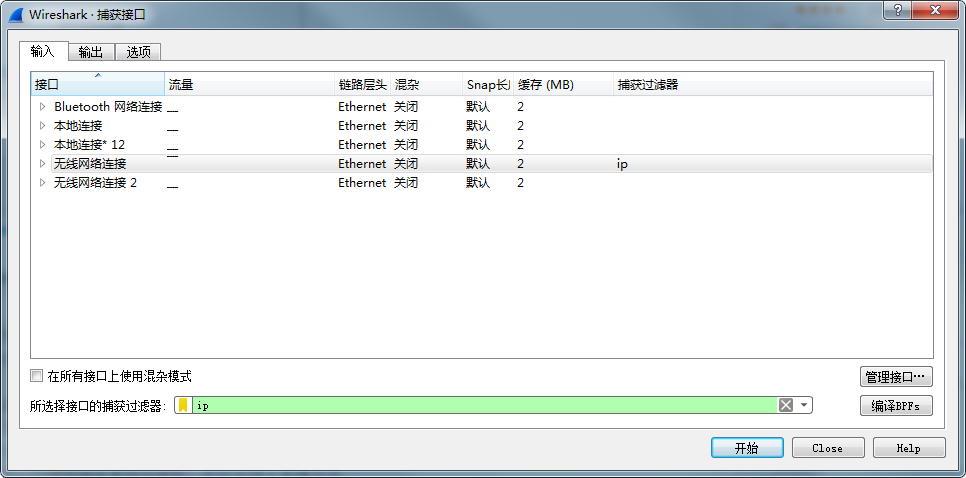 Wireshark · 捕获接口
输入 输出 选项
接口 流量 链路层头 混杂 Snap长 缓存 (MB) 捕获过滤器
Bluetooth 网络连接 Ethernet 关闭 默认 2
本地连接 Ethernet 关闭 默认 2
本地连接* 12 Ethernet 关闭 默认 2
无线网络连接 Ethernet 关闭 默认 2 ip
无线网络连接 2 Ethernet 关闭 默认 2
在所有接口上使用混杂模式 管理接口…
所选择接口的捕获过滤器: ip 编译BPFs
开始 Close Help